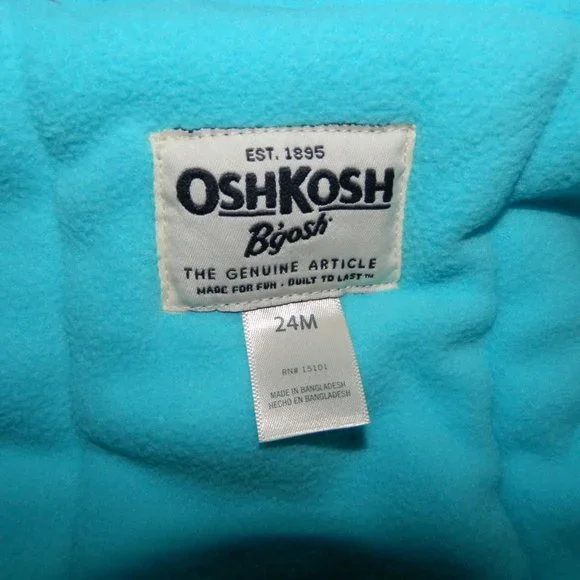 EST. 1895
OSHKOSH
B'gosh
THE GENUINE ARTICLE
MADE FOR FUN . BUILT TO LAST™
24M
RN# 15101
MADE IN BANGLADESH
HECHO EN BANGLADESH